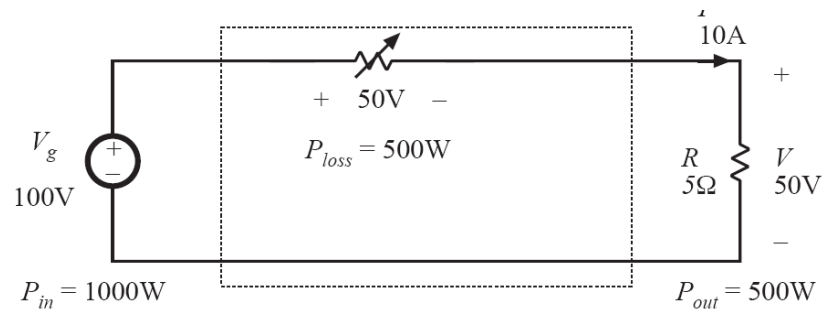 10A
+ 50V −
P_loss = 500W
V_g
+
−
100V
R
5Ω
+
V
50V
−
P_in = 1000W
P_out = 500W